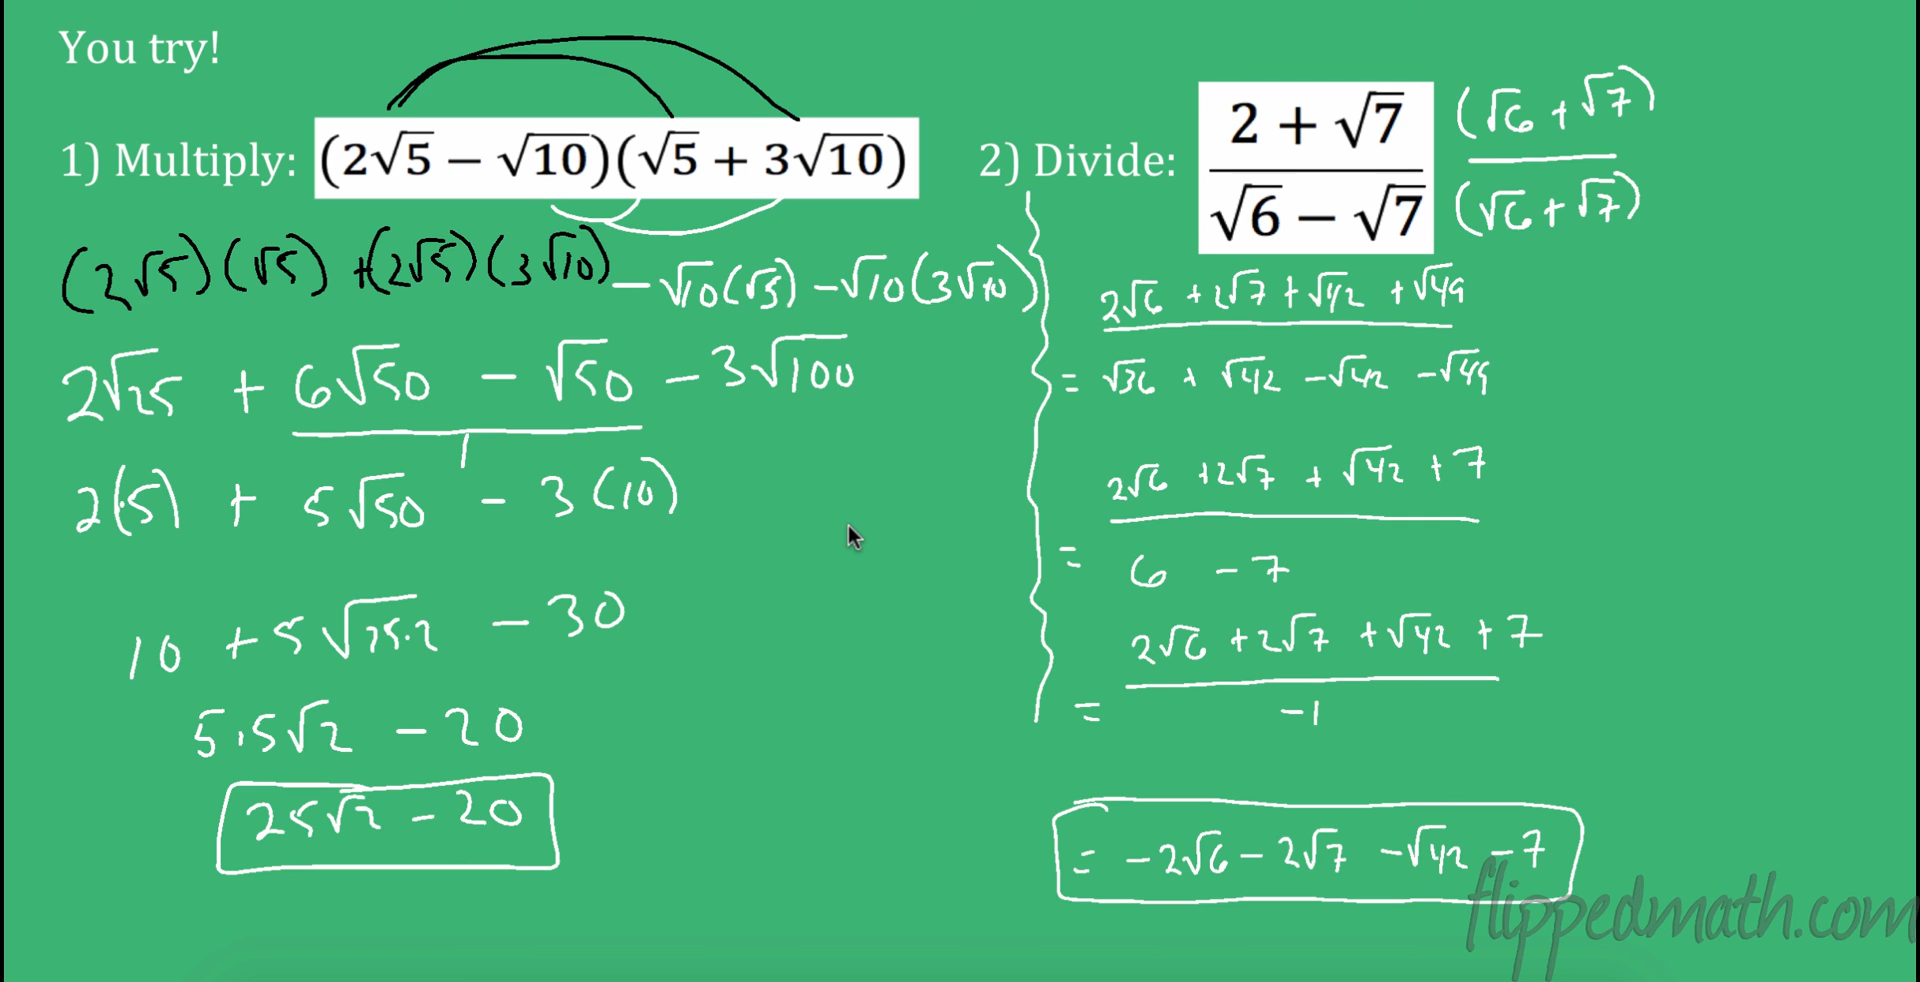 You try!
1) Multiply: (2√5 − √10)(√5 + 3√10)
(2√5)(√5) + (2√5)(3√10) − √10(√5) − √10(3√10)
2√25 + 6√50 − √50 − 3√100
2(5) + 5√50 − 3(10)
10 + 5√25·2 − 30
5·5√2 − 20
25√2 − 20
2) Divide: (2 + √7)/(√6 − √7) (√6 + √7)/(√6 + √7)
2√6 + 2√7 + √42 + √49
= √36 + √42 − √42 − √49
2√6 + 2√7 + √42 + 7
= 6 − 7
2√6 + 2√7 + √42 + 7
= −1
= −2√6 − 2√7 − √42 − 7
flippedmath.com